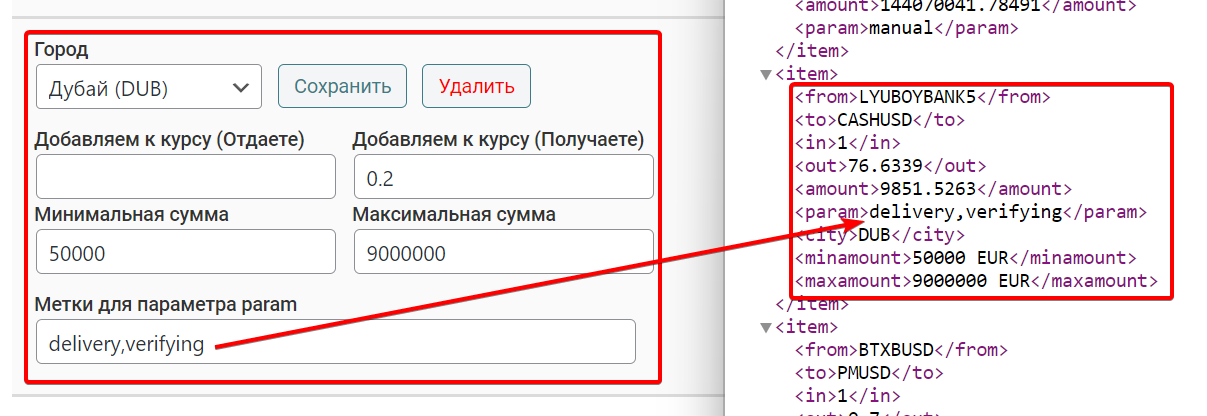 Город
Дубай (DUB)
Сохранить
Удалить
Добавляем к курсу (Отдаете)
Добавляем к курсу (Получаете)
0.2
Минимальная сумма
Максимальная сумма
50000
9000000
Метки для параметра param
delivery,verifying
<amount>144070041.78491</amount>
<param>manual</param>
</item>
▼<item>
<from>LYUBOYBANK5</from>
<to>CASHUSD</to>
<in>1</in>
<out>76.6339</out>
<amount>9851.5263</amount>
<param>delivery,verifying</param>
<city>DUB</city>
<minamount>50000 EUR</minamount>
<maxamount>9000000 EUR</maxamount>
</item>
▼<item>
<from>BTXBUSD</from>
<to>PMUSD</to>
<in>1</in>